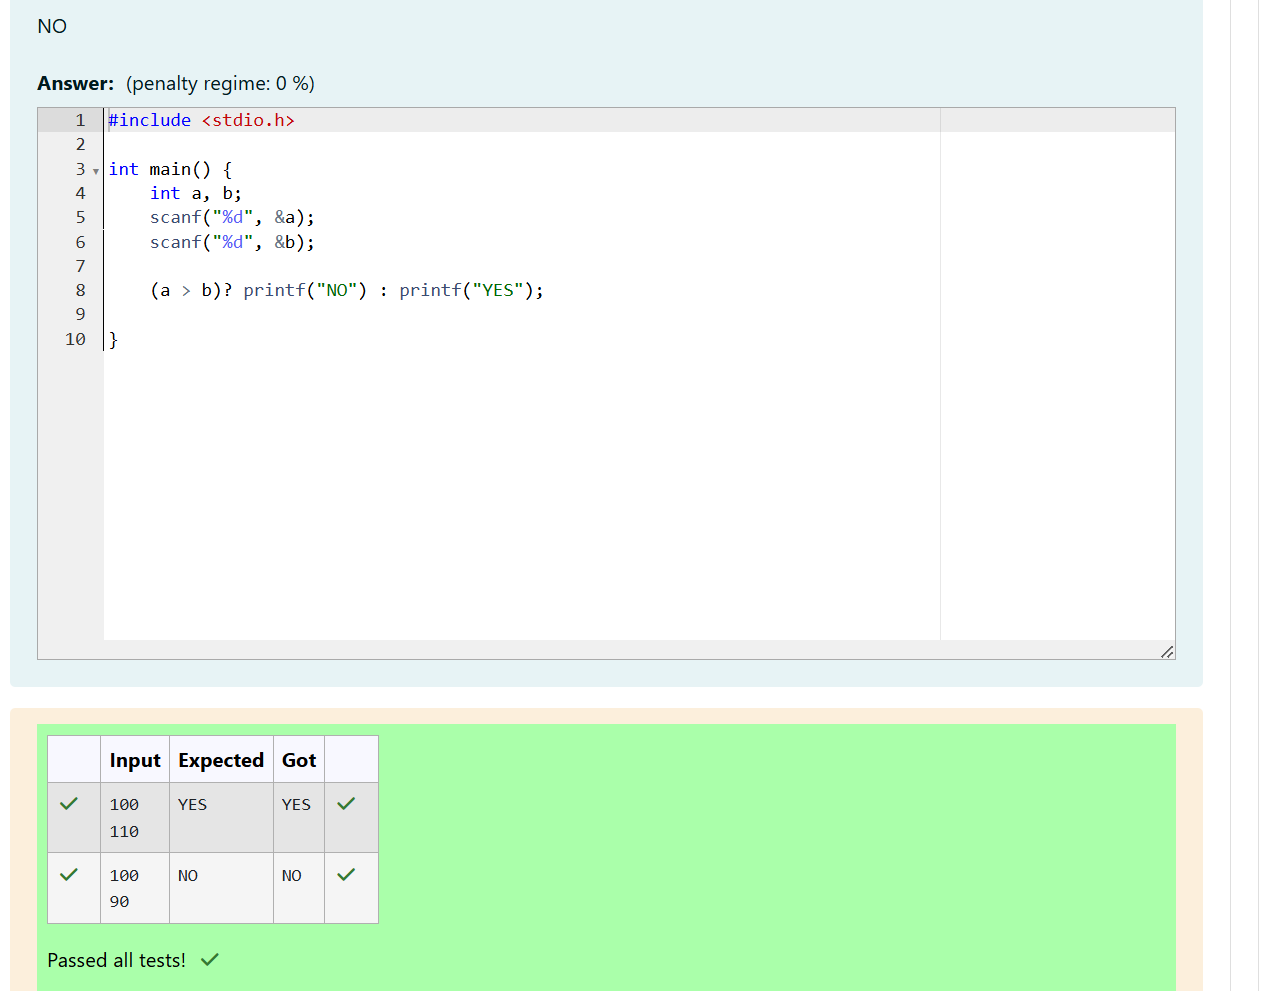 NO
Answer: (penalty regime: 0 %)
1 #include <stdio.h>
2
3 int main() {
4     int a, b;
5     scanf("%d", &a);
6     scanf("%d", &b);
7
8     (a > b)? printf("NO") : printf("YES");
9
10 }
Input Expected Got
100 YES YES
110
100 NO NO
90
Passed all tests!